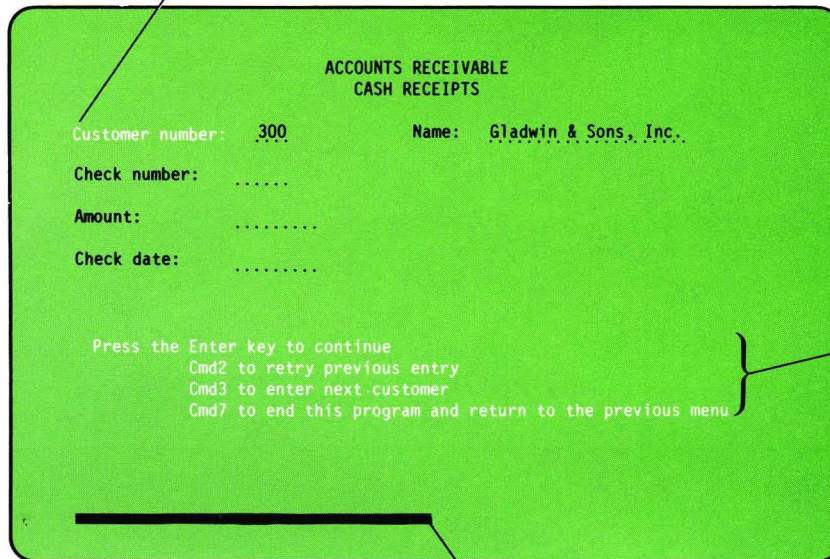 ACCOUNTS RECEIVABLE
CASH RECEIPTS
Customer number: 300 Name: Gladwin & Sons, Inc.
Check number: ......
Amount: .........
Check date: .........
Press the Enter key to continue
Cmd2 to retry previous entry
Cmd3 to enter next customer
Cmd7 to end this program and return to the previous menu